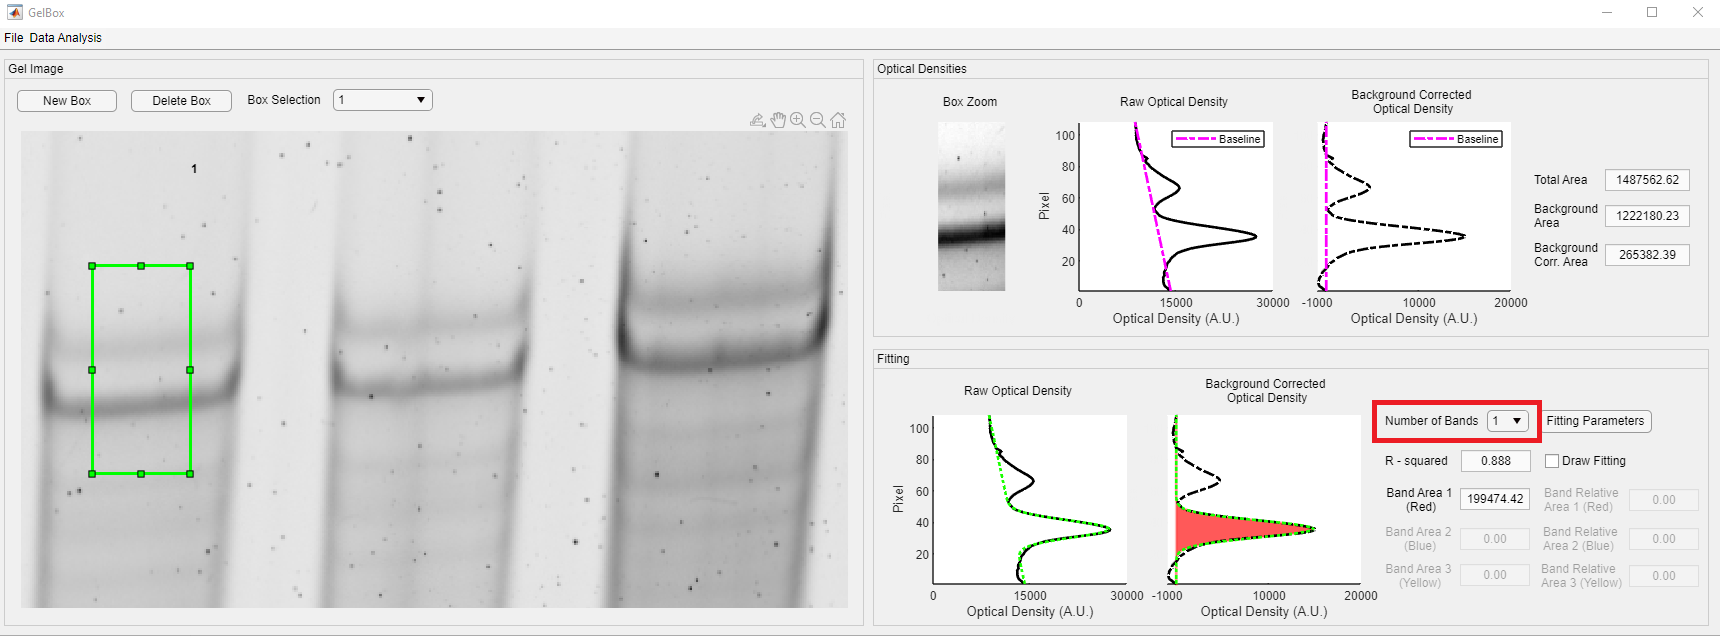 GelBox
File Data Analysis
Gel Image
New Box
Delete Box
Box Selection
1
1
Optical Densities
Box Zoom
Raw Optical Density
Baseline
100
80
60
40
20
Pixel
0
15000
30000
Optical Density (A.U.)
Background Corrected
Optical Density
Baseline
-1000
10000
20000
Optical Density (A.U.)
Total Area
1487562.62
Background
Area
1222180.23
Background
Corr. Area
265382.39
Fitting
Raw Optical Density
100
80
60
40
20
Pixel
0
15000
30000
Optical Density (A.U.)
Background Corrected
Optical Density
-1000
10000
20000
Optical Density (A.U.)
Number of Bands
1
Fitting Parameters
R - squared
0.888
Draw Fitting
Band Area 1
(Red)
199474.42
Band Relative
Area 1 (Red)
0.00
Band Area 2
(Blue)
0.00
Band Relative
Area 2 (Blue)
0.00
Band Area 3
(Yellow)
0.00
Band Relative
Area 3 (Yellow)
0.00